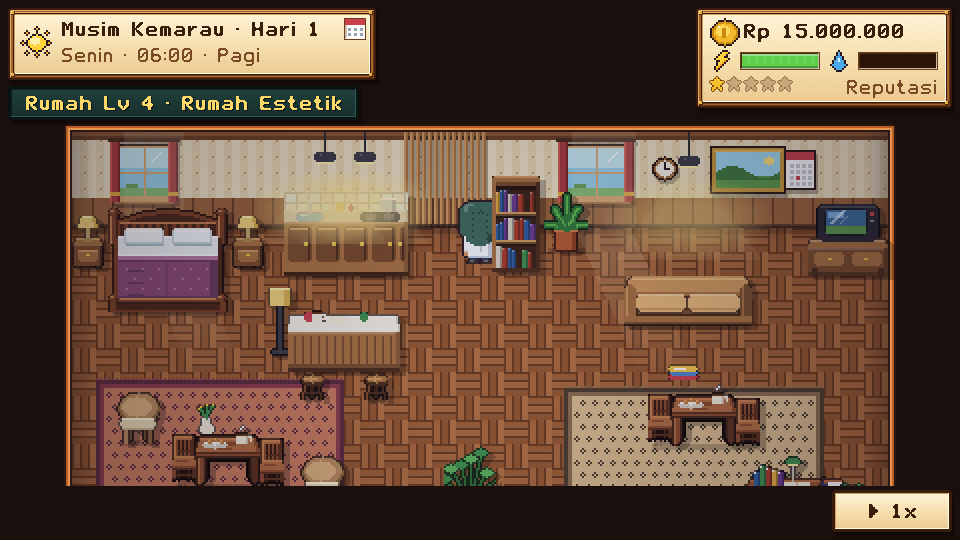 Musim Kemarau · Hari 1
Senin · 06:00 · Pagi
Rp 15.000.000
Reputasi
Rumah Lv 4 · Rumah Estetik
1x